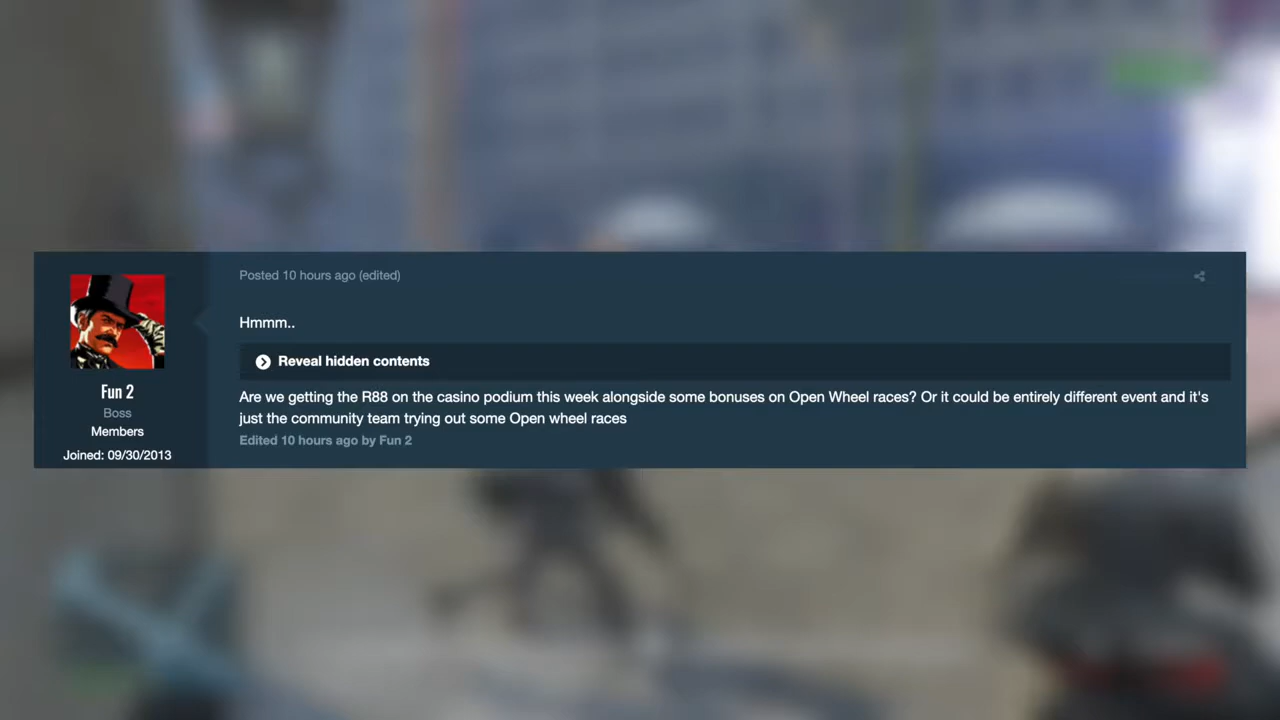 Posted 10 hours ago (edited)
Hmmm..
Reveal hidden contents
Are we getting the R88 on the casino podium this week alongside some bonuses on Open Wheel races? Or it could be entirely different event and it's
just the community team trying out some Open wheel races
Edited 10 hours ago by Fun 2
Fun 2
Boss
Members
Joined: 09/30/2013